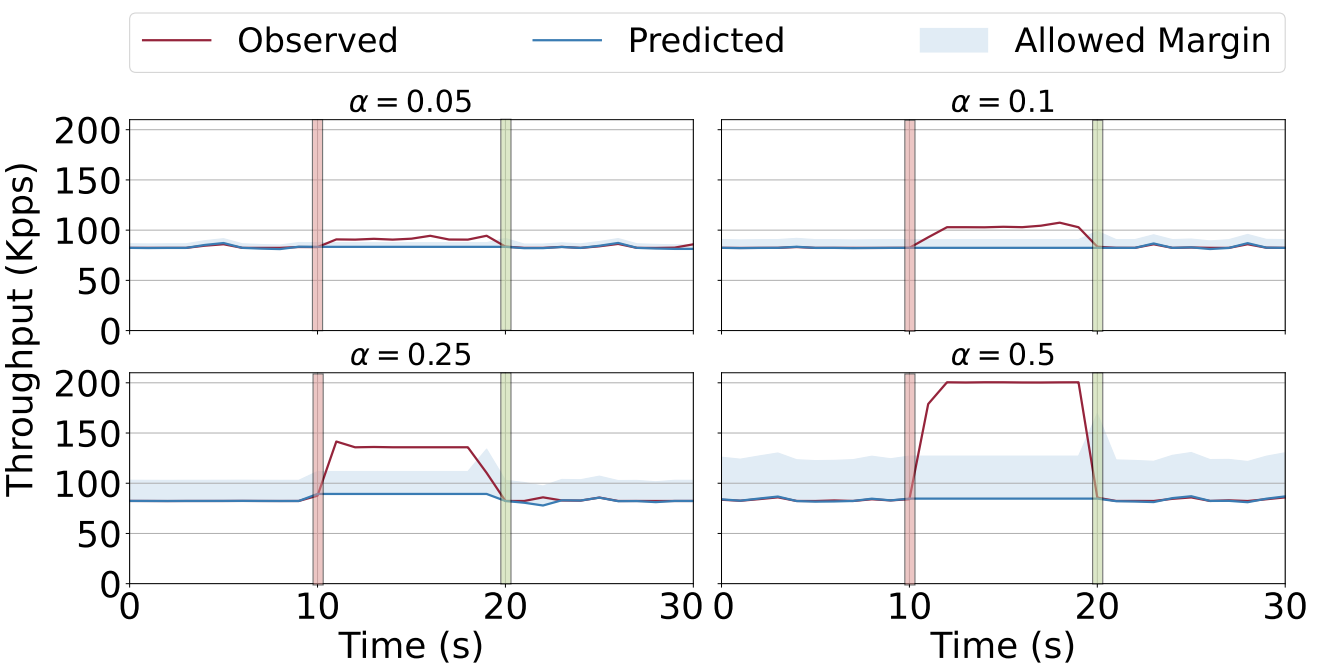 Observed Predicted Allowed Margin
α = 0.05 α = 0.1
200 150 100 50 0
Throughput (Kpps)
α = 0.25 α = 0.5
200 150 100 50 0
0 10 20 30 0 10 20 30
Time (s) Time (s)